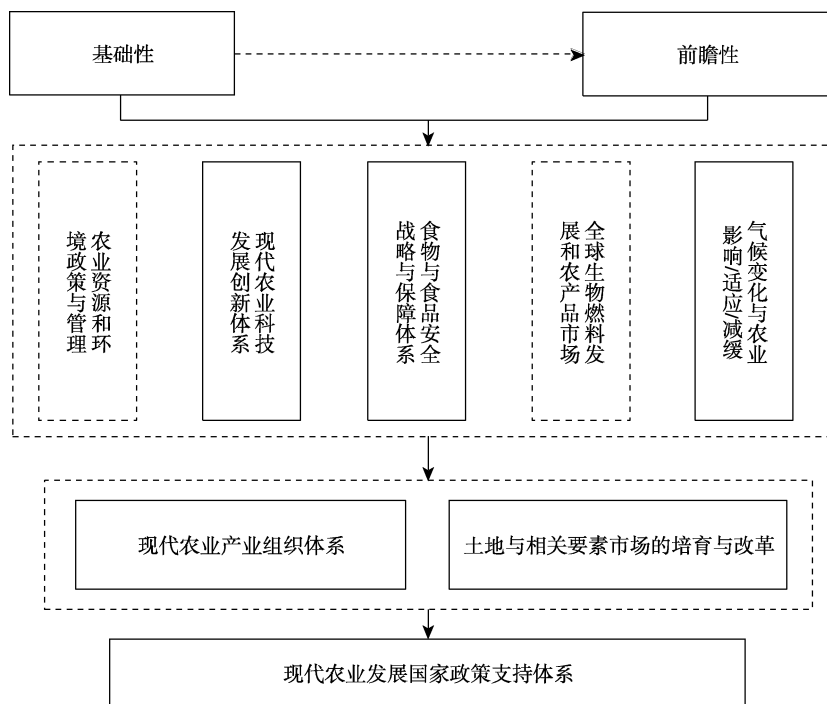 基础性
前瞻性
农业资源和环
境政策与管理
现代农业科技
发展创新体系
食物与食品安全
战略与保障体系
全球生物燃料发
展和农产品市场
气候变化与农业
影响/适应/减缓
现代农业产业组织体系
土地与相关要素市场的培育与改革
现代农业发展国家政策支持体系